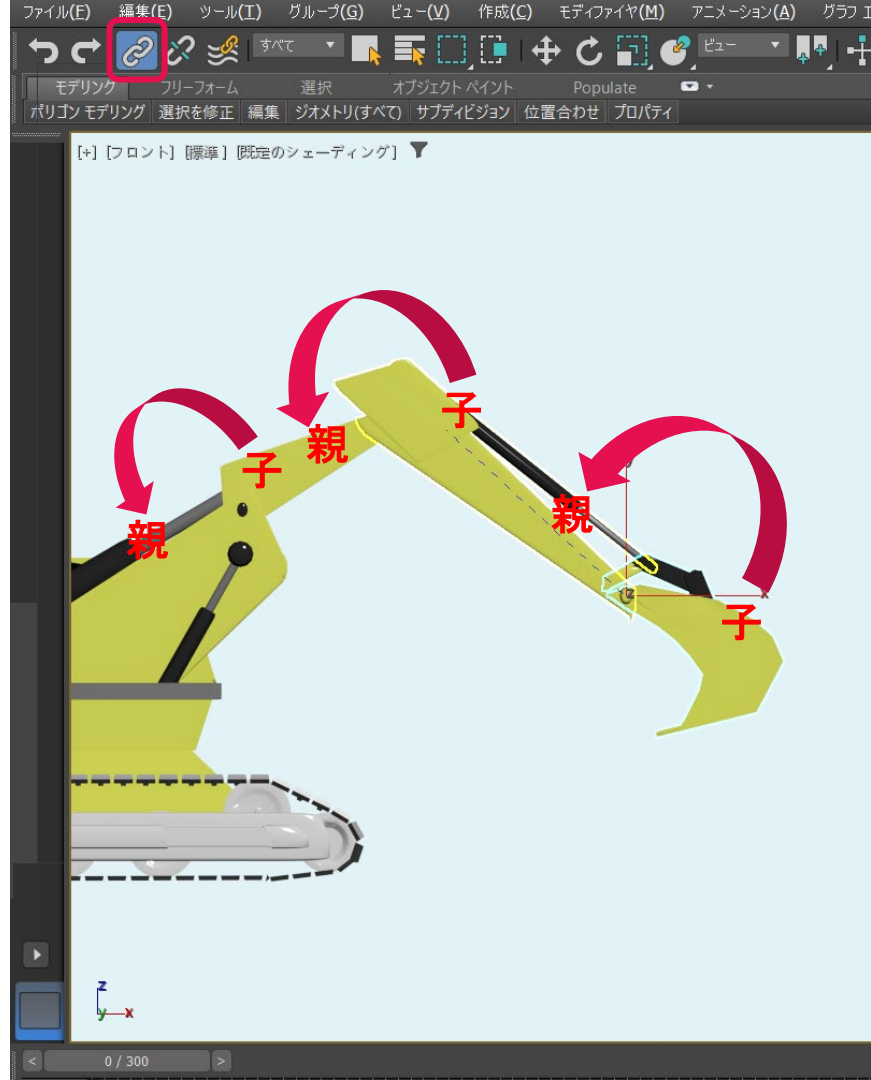 ファイル(F) 編集(E) ツール(T) グループ(G) ビュー(V) 作成(C) モディファイヤ(M) アニメーション(A) グラフ エ
すべて ビュー
モデリング フリーフォーム 選択 オブジェクト ペイント Populate
ポリゴン モデリング 選択を修正 編集 ジオメトリ(すべて) サブディビジョン 位置合わせ プロパティ
[+] [フロント] [標準] [既定のシェーディング]
子
親
子
親
親
子
y
z
x
z
y
x
< 0 / 300 >